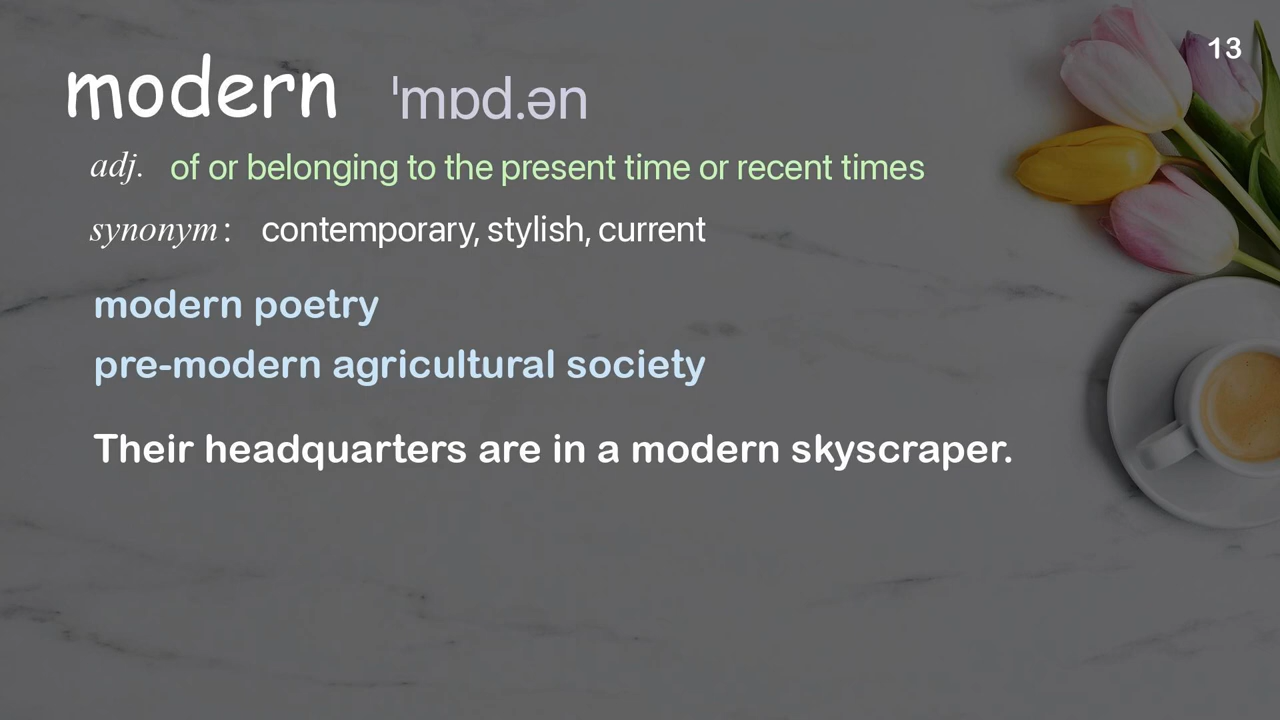 13
modern ˈmɒd.ən
adj. of or belonging to the present time or recent times
synonym: contemporary, stylish, current
modern poetry
pre-modern agricultural society
Their headquarters are in a modern skyscraper.